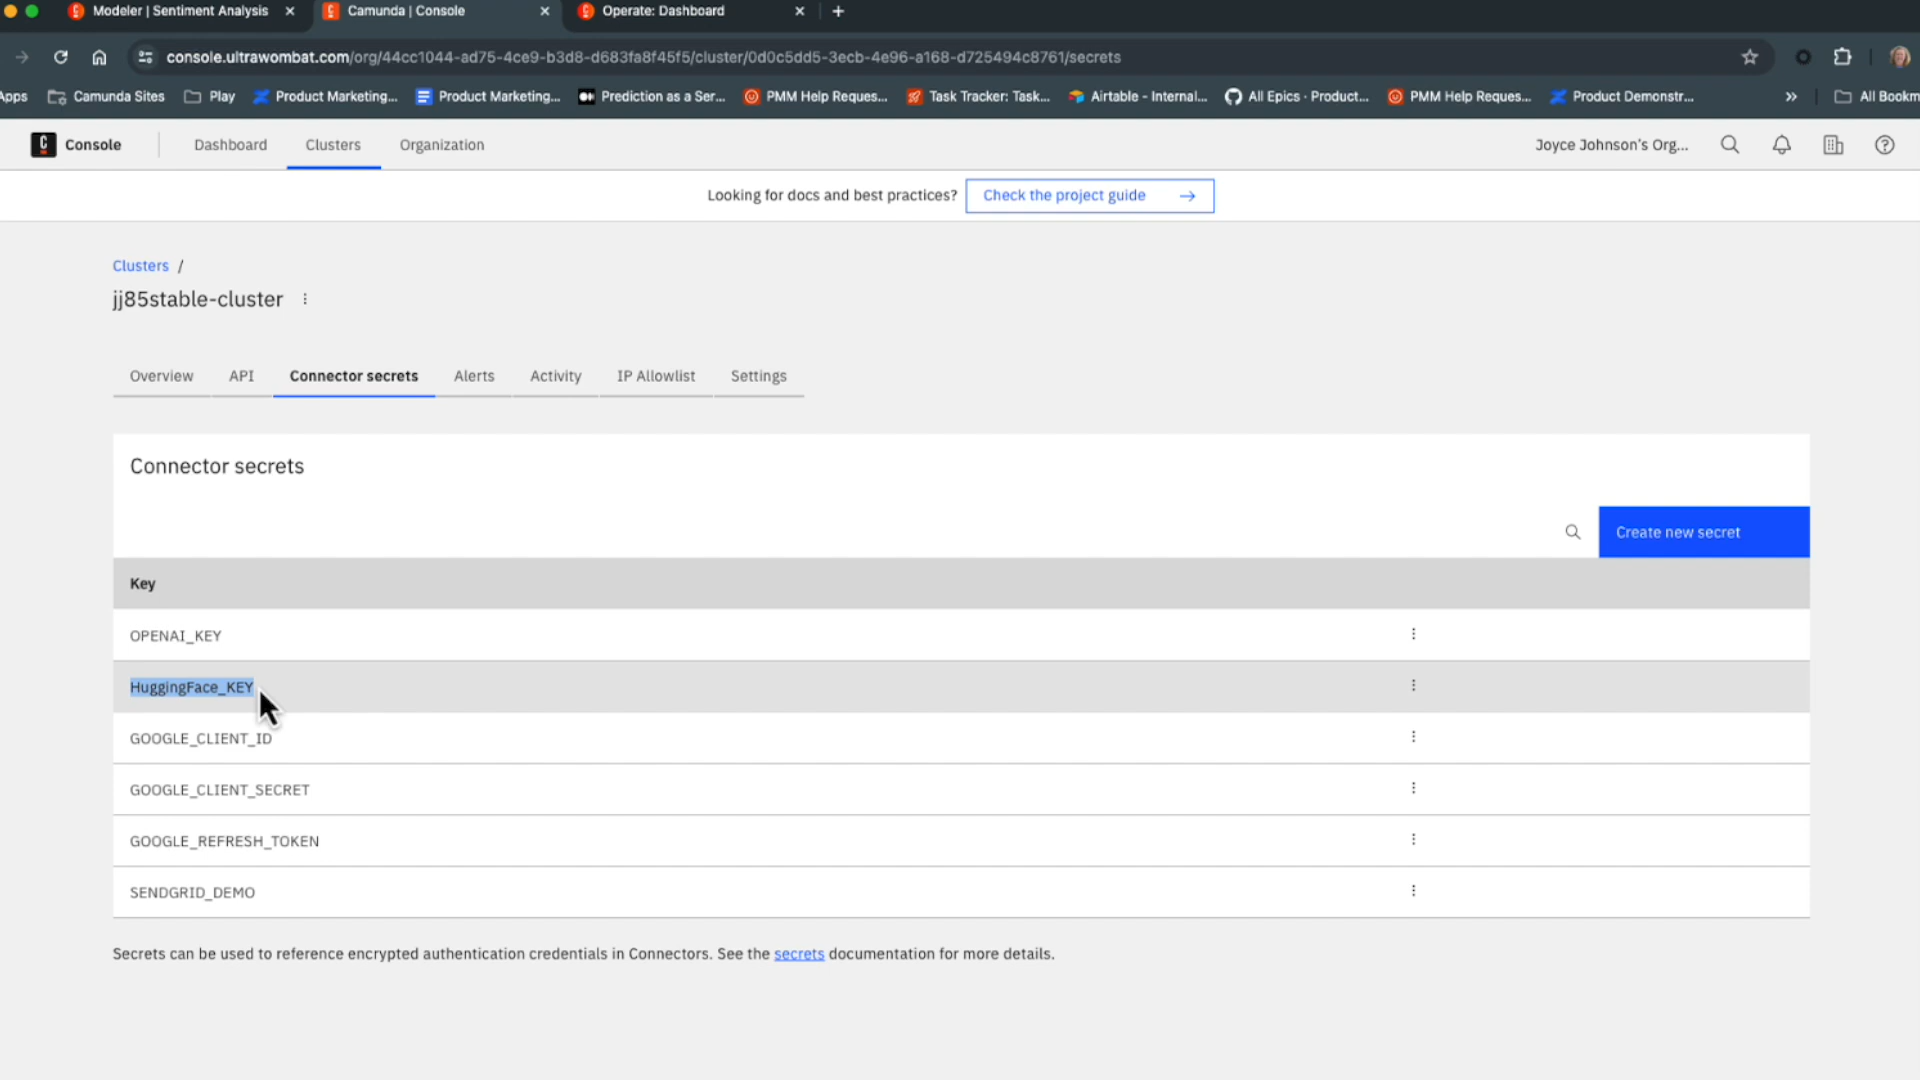 Modeler | Sentiment Analysis
Camunda | Console
Operate: Dashboard
console.ultrawombat.com/org/44cc1044-ad75-4ce9-b3d8-d683fa8f45f5/cluster/0d0c5dd5-3ecb-4e96-a168-d725494c8761/secrets
Apps Camunda Sites Play Product Marketing... Product Marketing... Prediction as a Ser... PMM Help Reques... Task Tracker: Task... Airtable - Internal... All Epics · Product... PMM Help Reques... Product Demonstr... » All Bookm
Console Dashboard Clusters Organization Joyce Johnson's Org...
Looking for docs and best practices? Check the project guide →
Clusters /
jj85stable-cluster
Overview API Connector secrets Alerts Activity IP Allowlist Settings
Connector secrets
Create new secret
Key
OPENAI_KEY
HuggingFace_KEY
GOOGLE_CLIENT_ID
GOOGLE_CLIENT_SECRET
GOOGLE_REFRESH_TOKEN
SENDGRID_DEMO
Secrets can be used to reference encrypted authentication credentials in Connectors. See the secrets documentation for more details.